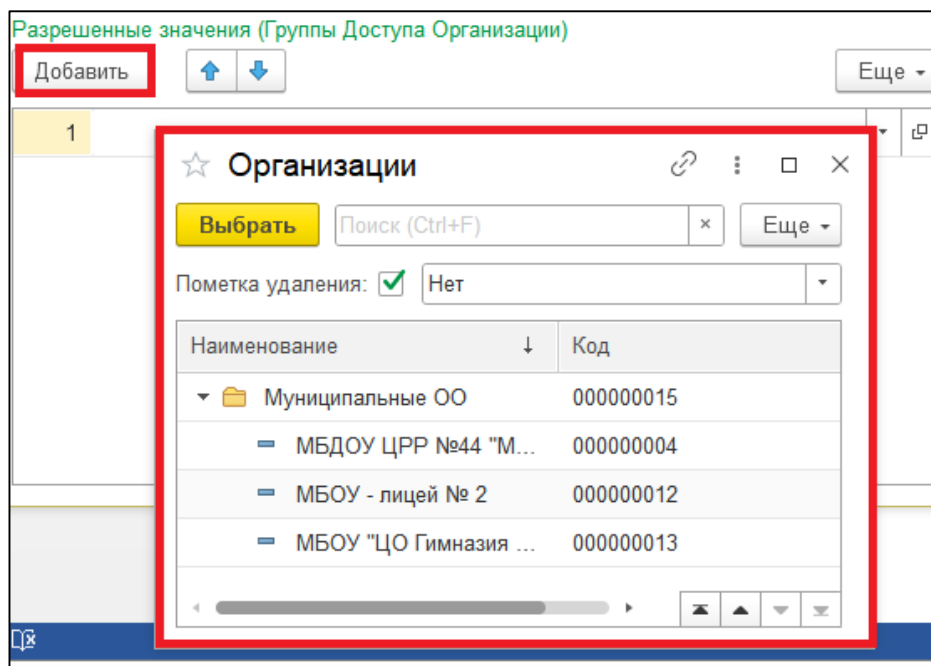 Разрешенные значения (Группы Доступа Организации)
Добавить
Еще
1
Организации
Выбрать
Поиск (Ctrl+F)
Еще
Пометка удаления:
Нет
Наименование Код
Муниципальные ОО 000000015
МБДОУ ЦРР №44 "М... 000000004
МБОУ - лицей № 2 000000012
МБОУ "ЦО Гимназия ... 000000013